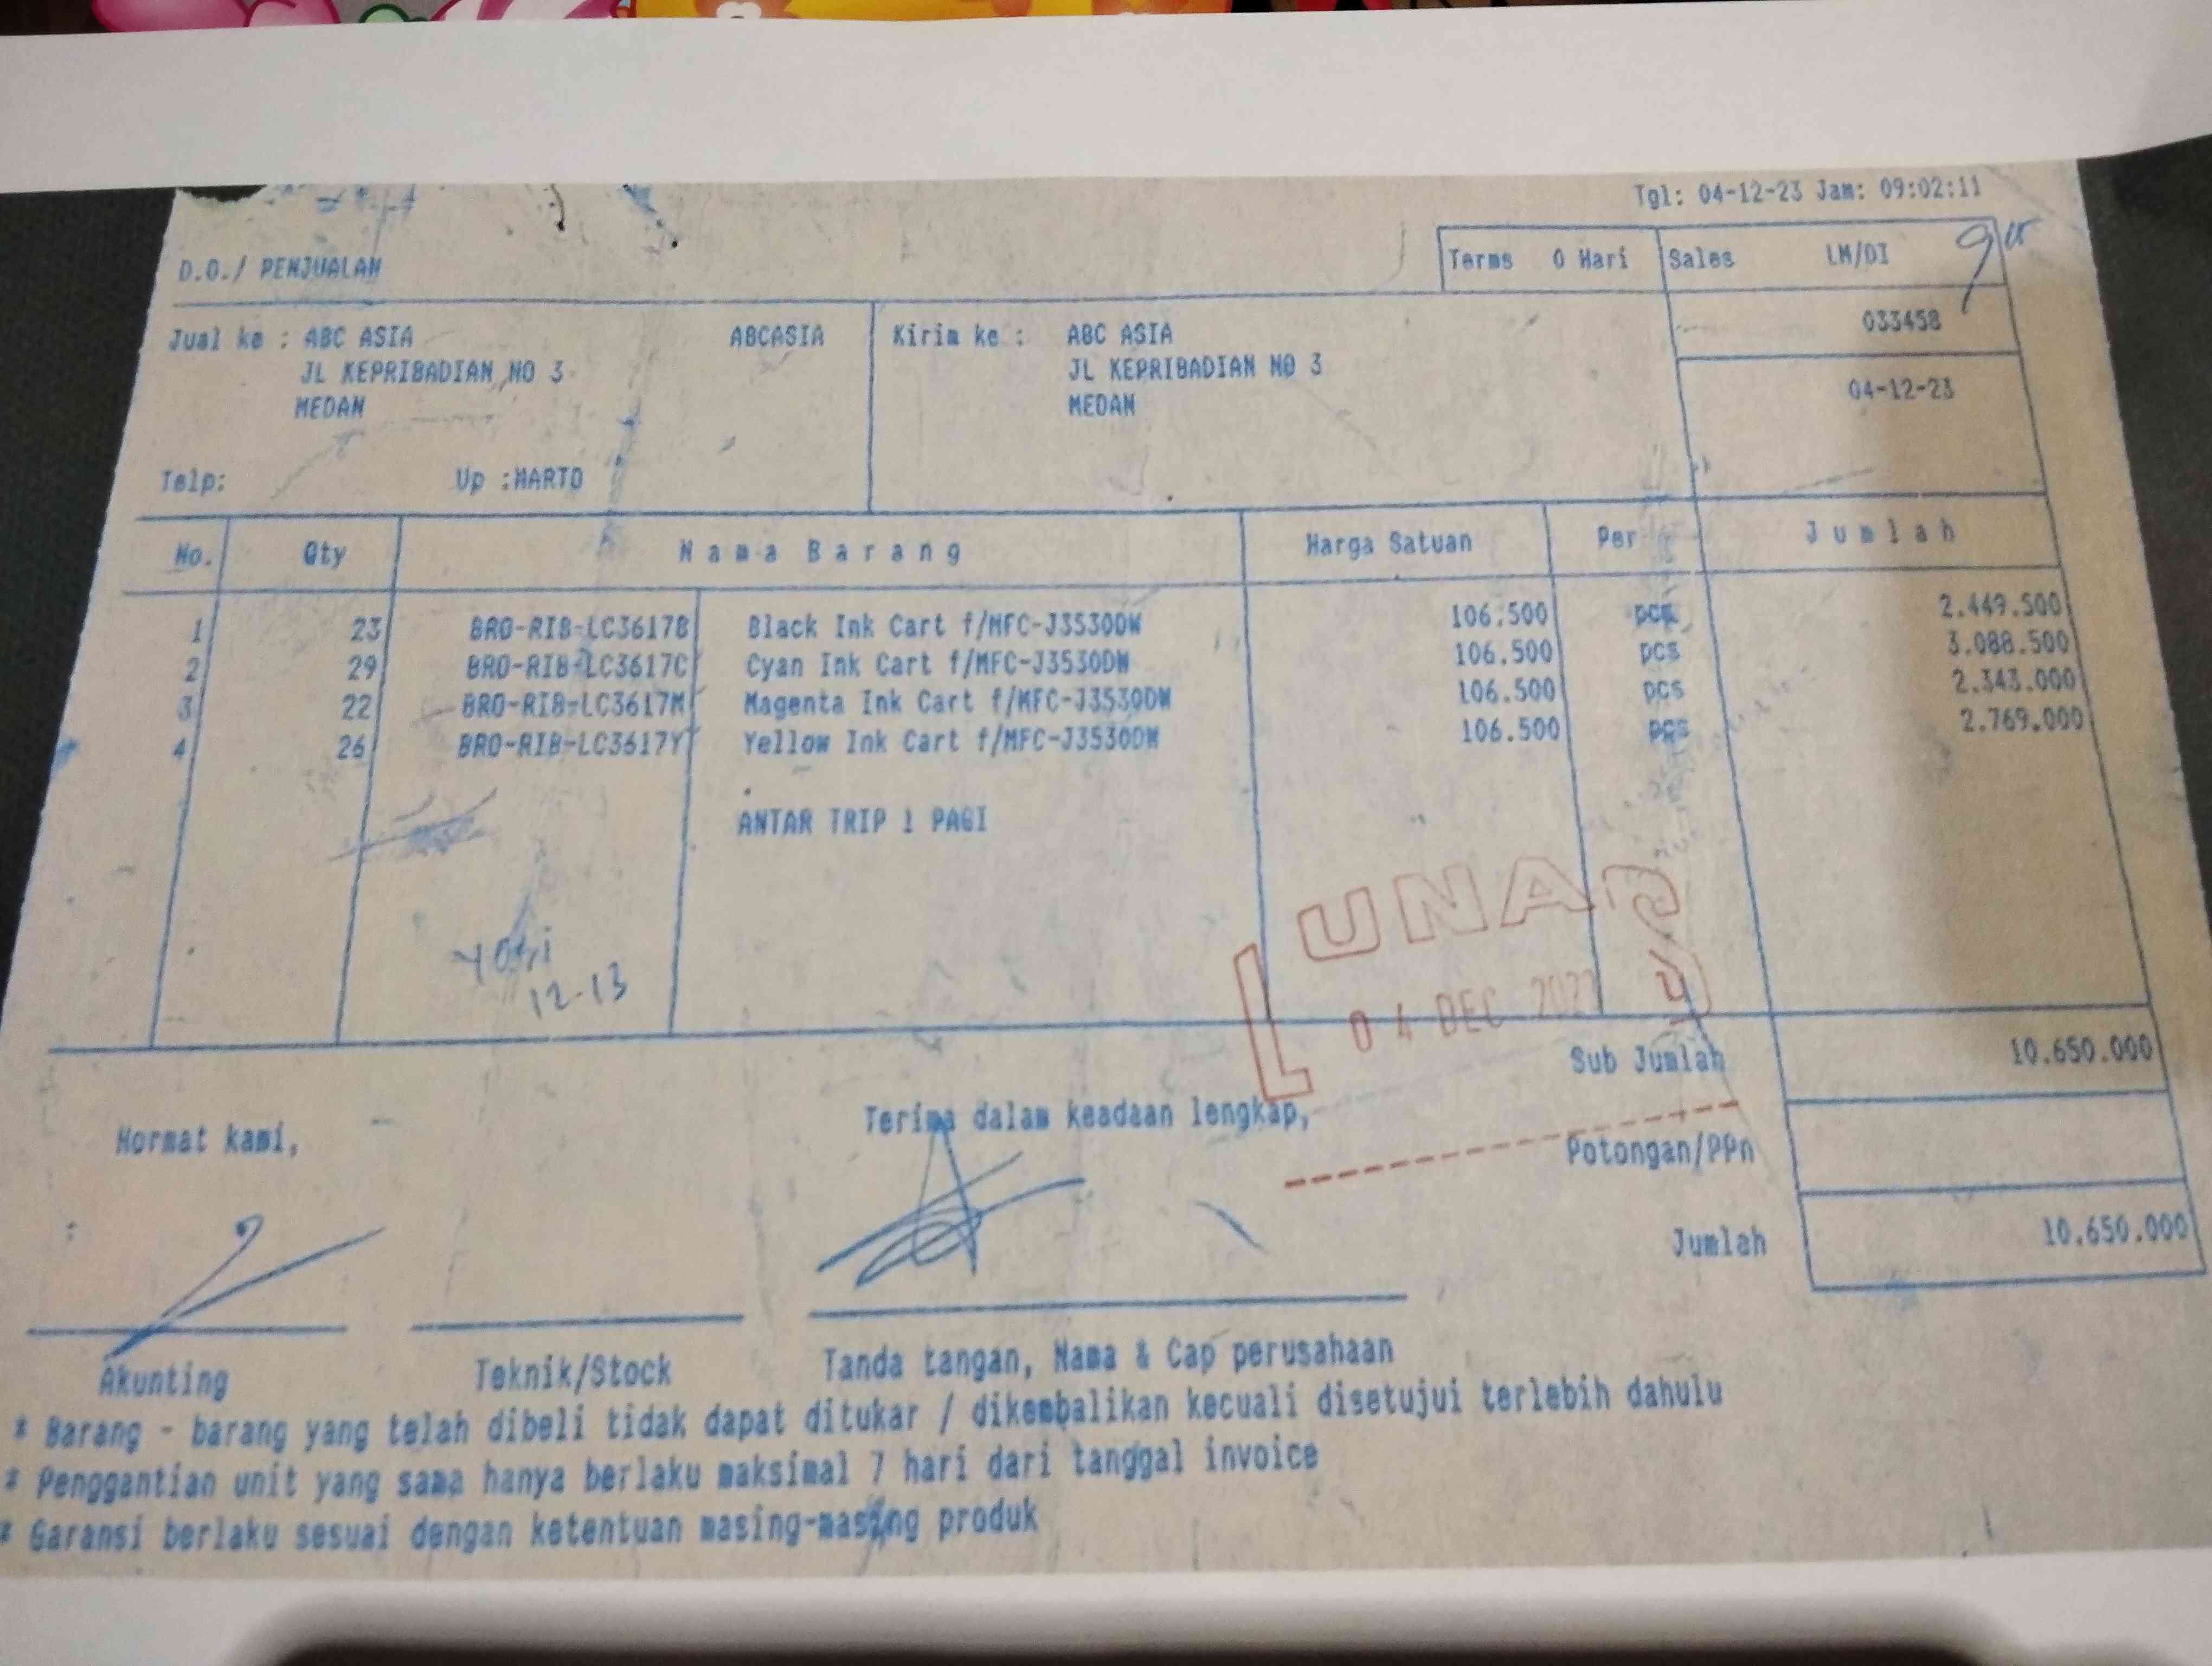 Tgl: 04-12-23 Jam: 09:02:11
D.O./ PENJUALAN
Terms 0 Hari Sales LM/DI
Jual ke : ABC ASIA ABCASIA Kirim ke : ABC ASIA 033458
JL KEPRIBADIAN NO 3 JL KEPRIBADIAN NO 3
MEDAN MEDAN 04-12-23
Telp: Up :HARTO
No. Qty Nama Barang Harga Satuan Per Jumlah
1 23 BRO-RIB-LC3617B Black Ink Cart f/MFC-J3530DW 106.500 pcs 2.449.500
2 29 BRO-RIB-LC3617C Cyan Ink Cart f/MFC-J3530DW 106.500 pcs 3.088.500
3 22 BRO-RIB-LC3617M Magenta Ink Cart f/MFC-J3530DW 106.500 pcs 2.343.000
4 26 BRO-RIB-LC3617Y Yellow Ink Cart f/MFC-J3530DW 106.500 pcs 2.769.000
ANTAR TRIP 1 PAGI
LUNAS
12-13
04 DEC 2023
Sub Jumlah 10.650.000
Hormat kami, Terima dalam keadaan lengkap,
Potongan/PPn
Jumlah 10.650.000
Akunting Teknik/Stock Tanda tangan, Nama & Cap perusahaan
* Barang - barang yang telah dibeli tidak dapat ditukar / dikembalikan kecuali disetujui terlebih dahulu
* Penggantian unit yang sama hanya berlaku maksimal 7 hari dari tanggal invoice
* Garansi berlaku sesuai dengan ketentuan masing-masing produk